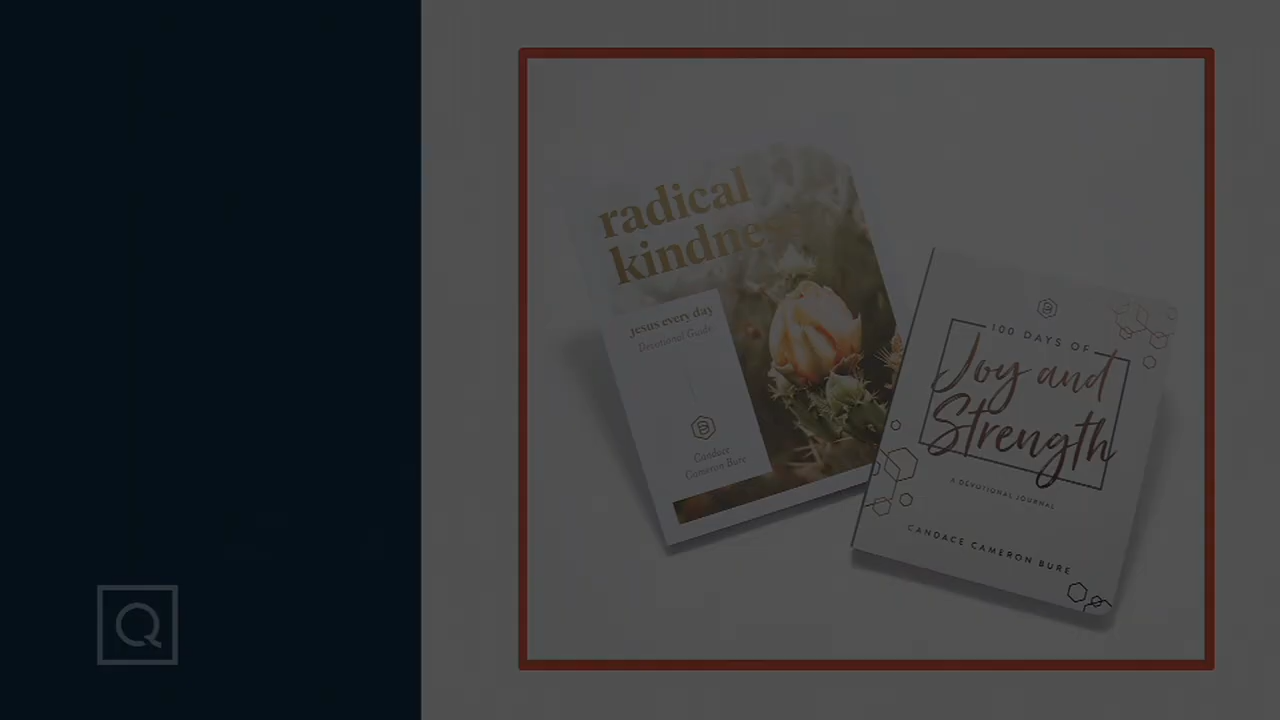 radical
kindness
jesus every day
Devotional Guide
Candace
Cameron Bure
100 DAYS OF
Joy and
Strength
A DEVOTIONAL JOURNAL
CANDACE CAMERON BURE
Q